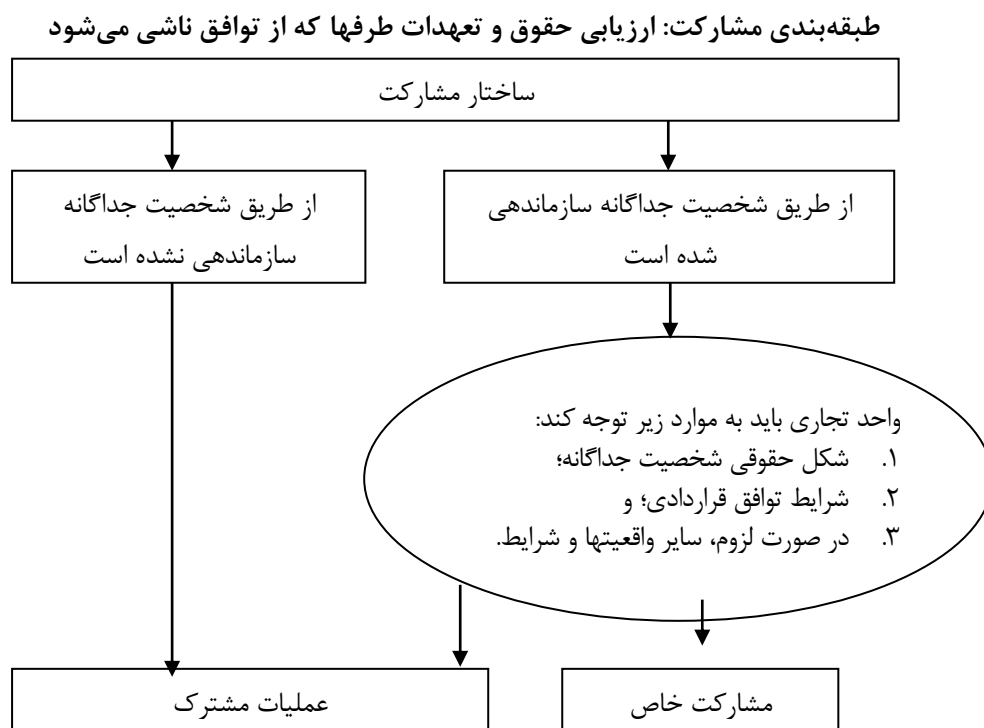 طبقه‌بندی مشارکت: ارزیابی حقوق و تعهدات طرفها که از توافق ناشی می‌شود
ساختار مشارکت
از طریق شخصیت جداگانه سازماندهی
شده است
از طریق شخصیت جداگانه
سازماندهی نشده است
واحد تجاری باید به موارد زیر توجه کند:
۱. شکل حقوقی شخصیت جداگانه؛
۲. شرایط توافق قراردادی؛ و
۳. در صورت لزوم، سایر واقعیتها و شرایط.
مشارکت خاص
عملیات مشترک